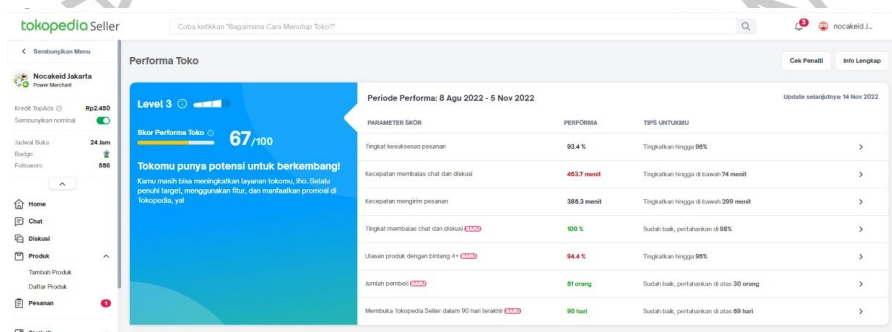 tokopedia Seller
Coba ketikkan "Bagaimana Cara Menutup Toko?"
3
nocakeid J...
Sembunyikan Menu
Nocakeid Jakarta
Power Merchant
Kredit TopAds Rp2.450
Sembunyikan nominal
Jadwal Buka 24 Jam
Badge
Followers 556
Home
Chat
Diskusi
Produk
Tambah Produk
Daftar Produk
Pesanan 1
Performa Toko
Cek Penalti Info Lengkap
Level 3
Skor Performa Toko 67/100
Tokomu punya potensi untuk berkembang!
Kamu masih bisa meningkatkan layanan tokomu, lho. Selalu
penuhi target, menggunakan fitur, dan manfaatkan promosi di
Tokopedia, ya!
Periode Performa: 8 Agu 2022 - 5 Nov 2022 Update selanjutnya: 14 Nov 2022
PARAMETER SKOR PERFORMA TIPS UNTUKMU
Tingkat kesuksesan pesanan 93.4 % Tingkatkan hingga 95%
Kecepatan membalas chat dan diskusi 453.7 menit Tingkatkan hingga di bawah 74 menit
Kecepatan mengirim pesanan 386.3 menit Tingkatkan hingga di bawah 299 menit
Tingkat membalas chat dan diskusi BARU 100 % Sudah baik, pertahankan di 98%
Ulasan produk dengan bintang 4+ BARU 94.4 % Tingkatkan hingga 95%
Jumlah pembeli BARU 51 orang Sudah baik, pertahankan di atas 30 orang
Membuka Tokopedia Seller dalam 90 hari terakhir BARU 90 hari Sudah baik, pertahankan di atas 69 hari